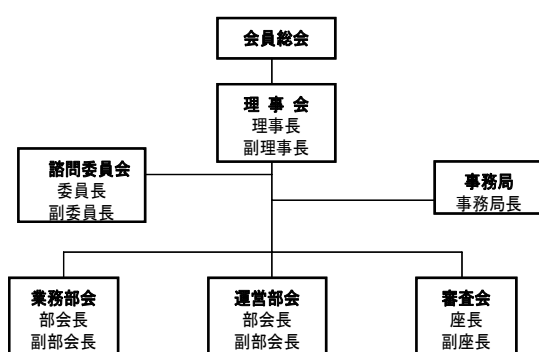 会員総会
理 事 会
理事長
副理事長
諮問委員会
委員長
副委員長
事務局
事務局長
業務部会
部会長
副部会長
運営部会
部会長
副部会長
審査会
座長
副座長